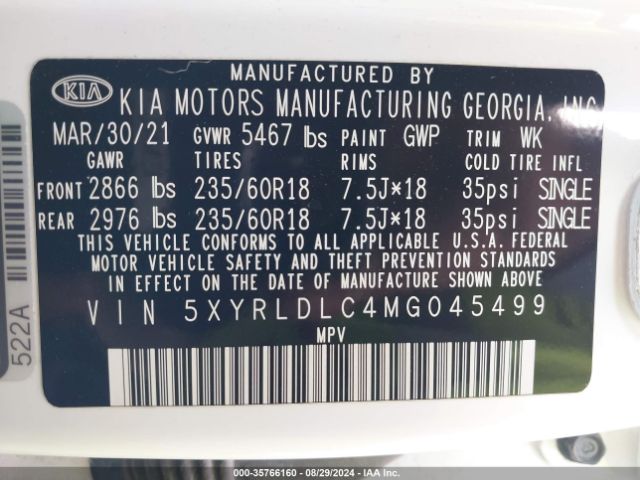 MANUFACTURED BY
KIA KIA MOTORS MANUFACTURING GEORGIA, INC
MAR/30/21 GVWR 5467 lbs PAINT GWP TRIM WK
GAWR TIRES RIMS COLD TIRE INFL
FRONT 2866 lbs 235/60R18 7.5J*18 35psi SINGLE
REAR 2976 lbs 235/60R18 7.5J*18 35psi SINGLE
THIS VEHICLE CONFORMS TO ALL APPLICABLE U.S.A. FEDERAL
MOTOR VEHICLE SAFETY AND THEFT PREVENTION STANDARDS
IN EFFECT ON THE DATE OF MANUFACTURE SHOWN ABOVE.
VIN 5XYRLDLC4MG045499
MPV
522A
000-35766160 | 08/29/2024 | IAA Inc.